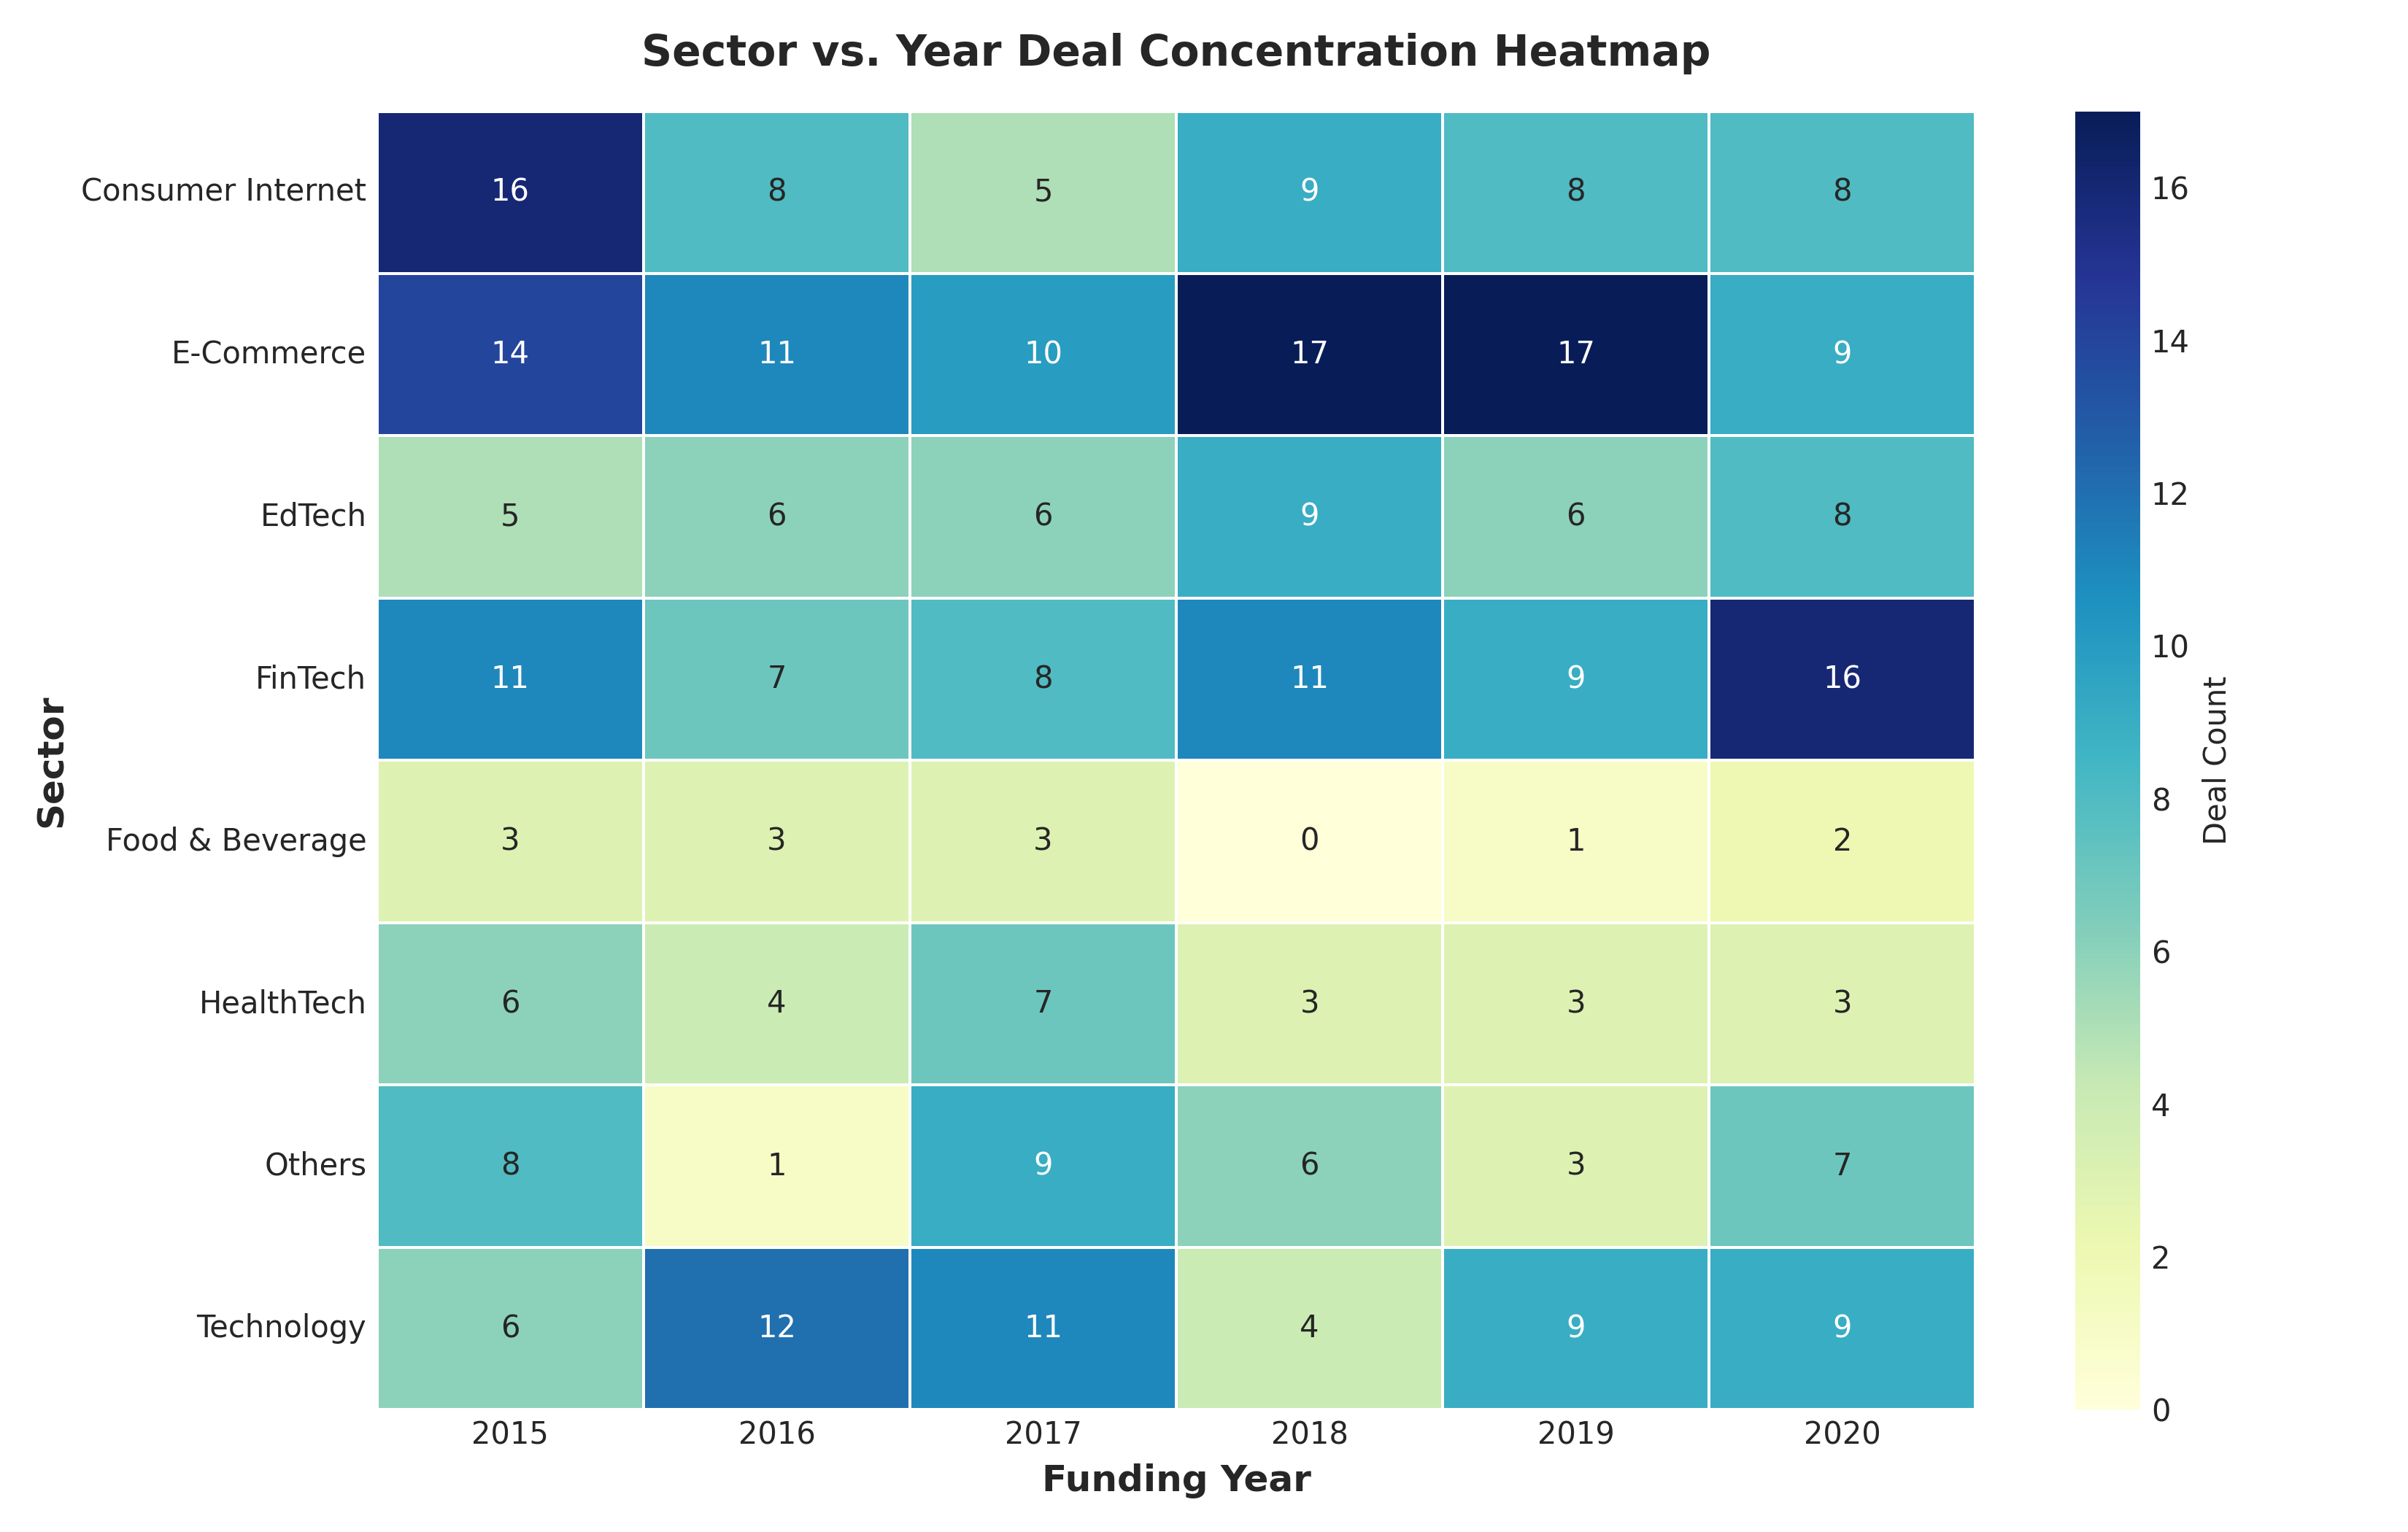 Sector vs. Year Deal Concentration Heatmap
Consumer Internet 16 8 5 9 8 8
E-Commerce 14 11 10 17 17 9
EdTech 5 6 6 9 6 8
FinTech 11 7 8 11 9 16
Food & Beverage 3 3 3 0 1 2
HealthTech 6 4 7 3 3 3
Others 8 1 9 6 3 7
Technology 6 12 11 4 9 9
2015 2016 2017 2018 2019 2020
Funding Year
Sector
16
14
12
10
8
6
4
2
0
Deal Count